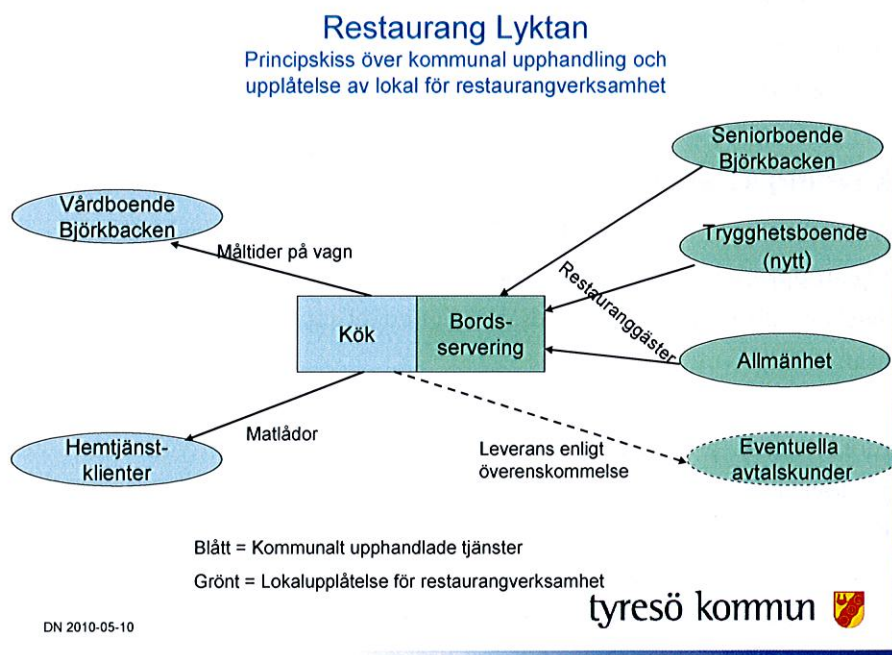 Restaurang Lyktan
Principskiss över kommunal upphandling och
upplåtelse av lokal för restaurangverksamhet
Seniorboende
Björkbacken
Vårdboende
Björkbacken
Trygghetsboende
(nytt)
Måltider på vagn
Restauranggäster
Kök
Bords-
servering
Allmänhet
Hemtjänst-
klienter
Matlådor
Leverans enligt
överenskommelse
Eventuella
avtalskunder
Blått = Kommunalt upphandlade tjänster
Grönt = Lokalupplåtelse för restaurangverksamhet
tyresö kommun
DN 2010-05-10